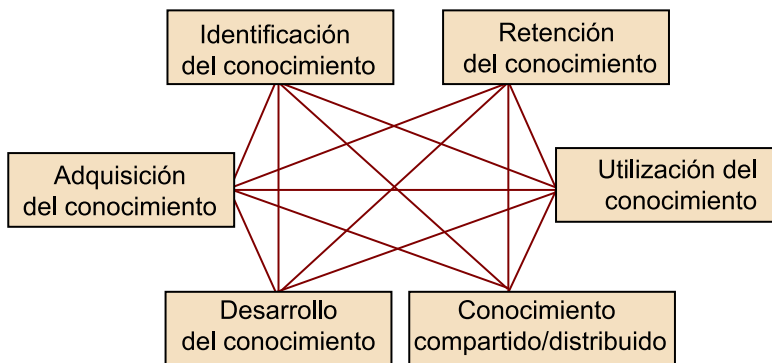 Identificación
del conocimiento
Retención
del conocimiento
Adquisición
del conocimiento
Utilización del
conocimiento
Desarrollo
del conocimiento
Conocimiento
compartido/distribuido